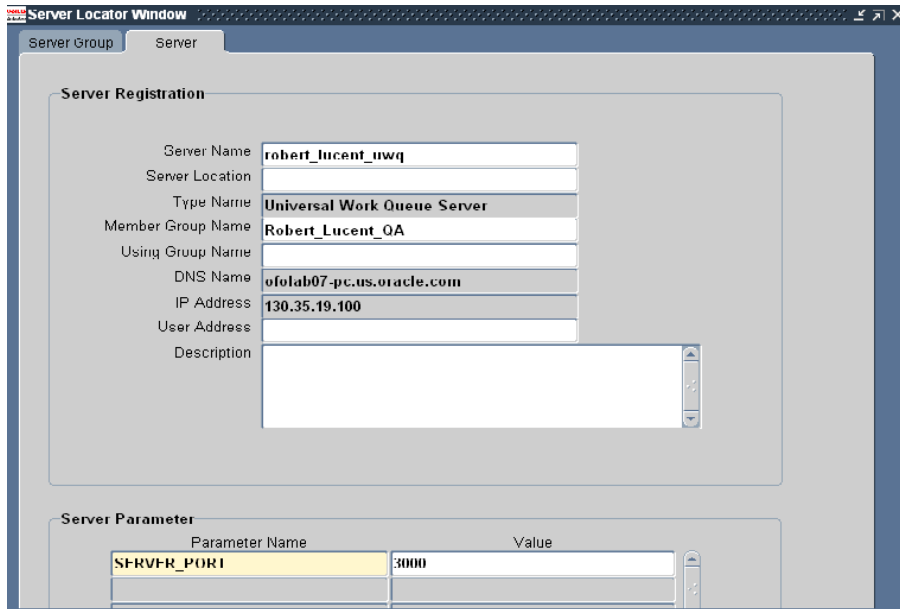 Server Locator Window
Server Group Server
Server Registration
Server Name robert_lucent_uwq
Server Location
Type Name Universal Work Queue Server
Member Group Name Robert_Lucent_QA
Using Group Name
DNS Name ofolab07-pc.us.oracle.com
IP Address 130.35.19.100
User Address
Description
Server Parameter
Parameter Name Value
SERVER_PORT 3000